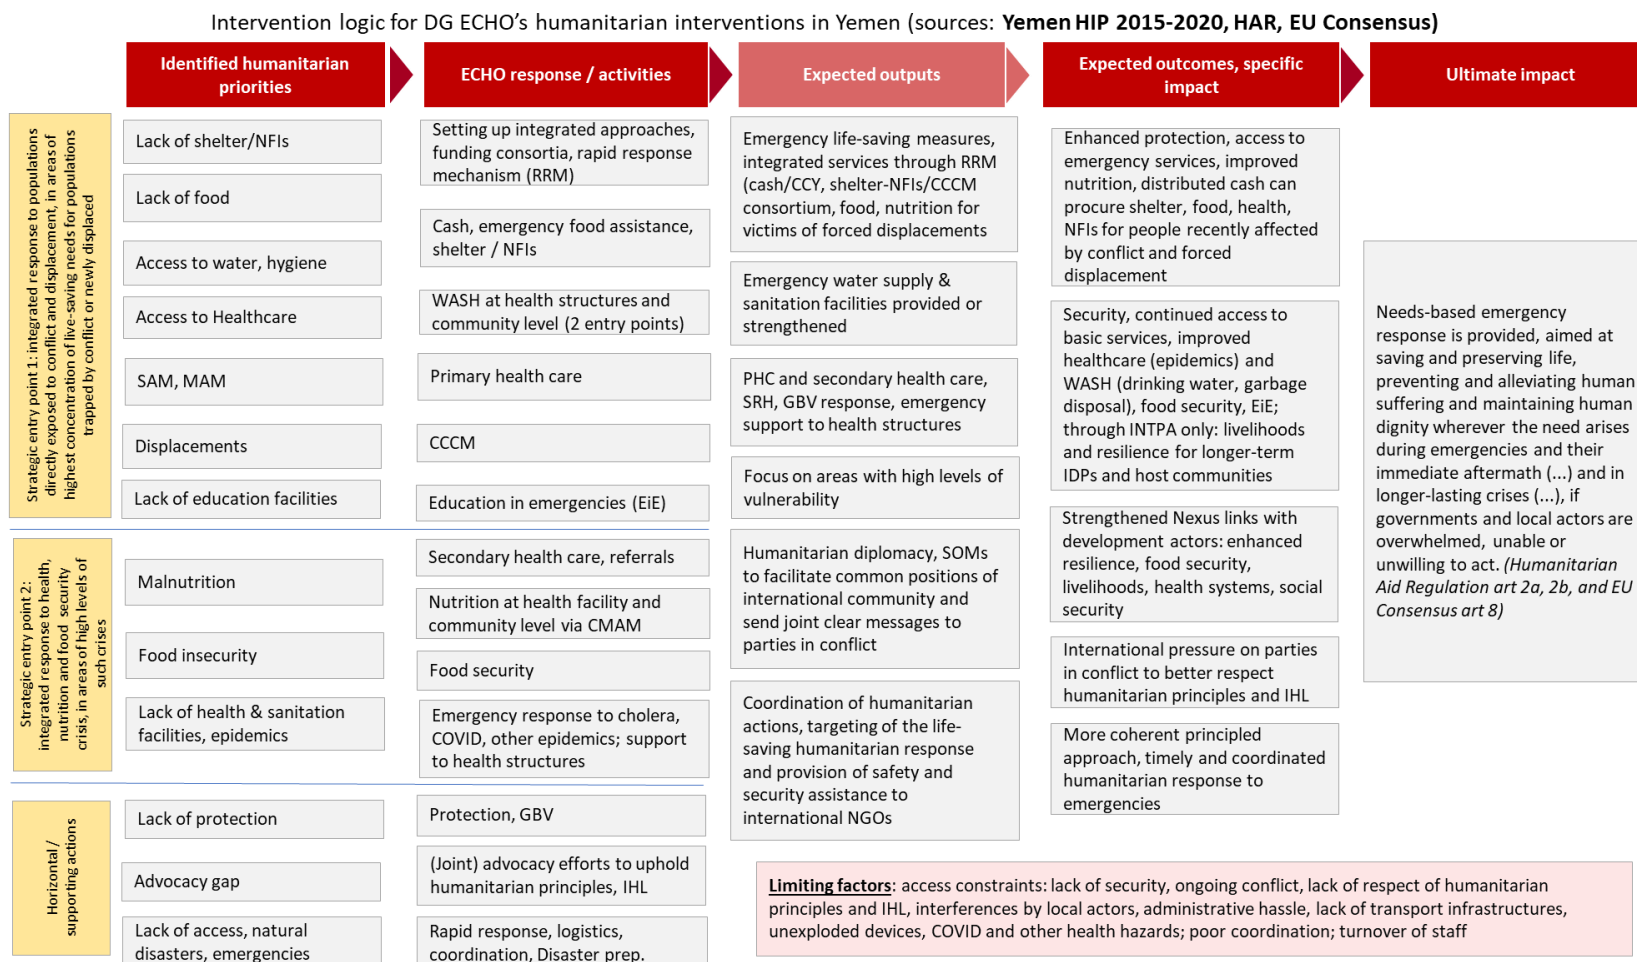 Intervention logic for DG ECHO's humanitarian interventions in Yemen (sources: Yemen HIP 2015-2020, HAR, EU Consensus)
Identified humanitarian
priorities
ECHO response / activities
Expected outputs
Expected outcomes, specific
impact
Ultimate impact
Strategic entry point 1: integrated response to populations
directly exposed to conflict and displacement, in areas of
highest concentration of live-saving needs for populations
trapped by conflict or newly displaced
Lack of shelter/NFIs
Lack of food
Access to water, hygiene
Access to Healthcare
SAM, MAM
Displacements
Lack of education facilities
Setting up integrated approaches,
funding consortia, rapid response
mechanism (RRM)
Cash, emergency food assistance,
shelter / NFIs
WASH at health structures and
community level (2 entry points)
Primary health care
CCCM
Education in emergencies (EiE)
Strategic entry point 2:
integrated response to health,
nutrition and food security
crisis, in areas of high levels of
such crises
Malnutrition
Food insecurity
Lack of health & sanitation
facilities, epidemics
Secondary health care, referrals
Nutrition at health facility and
community level via CMAM
Food security
Emergency response to cholera,
COVID, other epidemics; support
to health structures
Horizontal /
supporting actions
Lack of protection
Advocacy gap
Lack of access, natural
disasters, emergencies
Protection, GBV
(Joint) advocacy efforts to uphold
humanitarian principles, IHL
Rapid response, logistics,
coordination, Disaster prep.
Emergency life-saving measures,
integrated services through RRM
(cash/CCY, shelter-NFIs/CCCM
consortium, food, nutrition for
victims of forced displacements
Emergency water supply &
sanitation facilities provided or
strengthened
PHC and secondary health care,
SRH, GBV response, emergency
support to health structures
Focus on areas with high levels of
vulnerability
Humanitarian diplomacy, SOMs
to facilitate common positions of
international community and
send joint clear messages to
parties in conflict
Coordination of humanitarian
actions, targeting of the life-
saving humanitarian response
and provision of safety and
security assistance to
international NGOs
Enhanced protection, access to
emergency services, improved
nutrition, distributed cash can
procure shelter, food, health,
NFIs for people recently affected
by conflict and forced
displacement
Security, continued access to
basic services, improved
healthcare (epidemics) and
WASH (drinking water, garbage
disposal), food security, EiE;
through INTPA only: livelihoods
and resilience for longer-term
IDPs and host communities
Strengthened Nexus links with
development actors: enhanced
resilience, food security,
livelihoods, health systems, social
security
International pressure on parties
in conflict to better respect
humanitarian principles and IHL
More coherent principled
approach, timely and coordinated
humanitarian response to
emergencies
Needs-based emergency
response is provided, aimed at
saving and preserving life,
preventing and alleviating human
suffering and maintaining human
dignity wherever the need arises
during emergencies and their
immediate aftermath (...) and in
longer-lasting crises (...), if
governments and local actors are
overwhelmed, unable or
unwilling to act. (Humanitarian
Aid Regulation art 2a, 2b, and EU
Consensus art 8)
Limiting factors: access constraints: lack of security, ongoing conflict, lack of respect of humanitarian
principles and IHL, interferences by local actors, administrative hassle, lack of transport infrastructures,
unexploded devices, COVID and other health hazards; poor coordination; turnover of staff